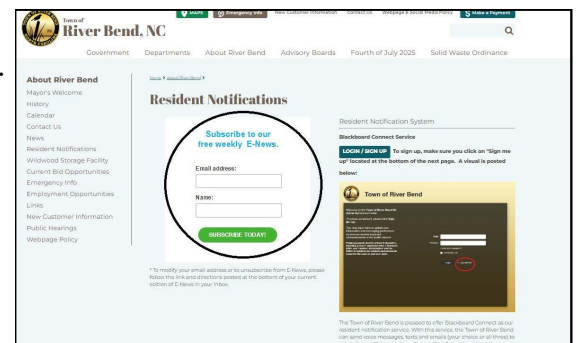 MAPS
Emergency Info
New Customer Information
Contact Us
Webpage & Social Media Policy
$ Make a Payment
Town of
River Bend, NC
Government
Departments
About River Bend
Advisory Boards
Fourth of July 2025
Solid Waste Ordinance
About River Bend
Mayor's Welcome
History
Calendar
Contact Us
News
Resident Notifications
Wildwood Storage Facility
Current Bid Opportunities
Emergency Info
Employment Opportunities
Links
New Customer Information
Public Hearings
Webpage Policy
Home > About River Bend >
Resident Notifications
Subscribe to our
free weekly E-News.
Email address:
Name:
SUBSCRIBE TODAY!
* To modify your email address or to unsubscribe from E-News, please
follow the link and directions posted at the bottom of your current
edition of E-News in your inbox.
Resident Notification System
Blackboard Connect Service
LOGIN / SIGN UP To sign up, make sure you click on "Sign me
up" located at the bottom of the next page. A visual is posted
below:
Town of River Bend
The Town of River Bend is pleased to offer Blackboard Connect as our
resident notification service. With this service, the Town of River Bend
can send voice messages, texts and emails (your choice or all three) to